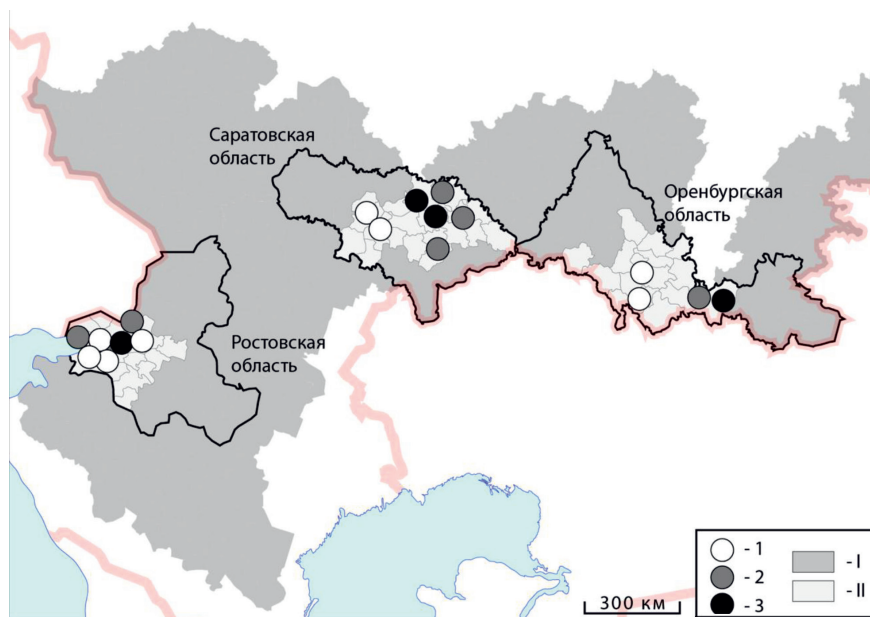 Саратовская
область
Оренбургская
область
Ростовская
область
300 км
- 1
- 2
- 3
- I
- II